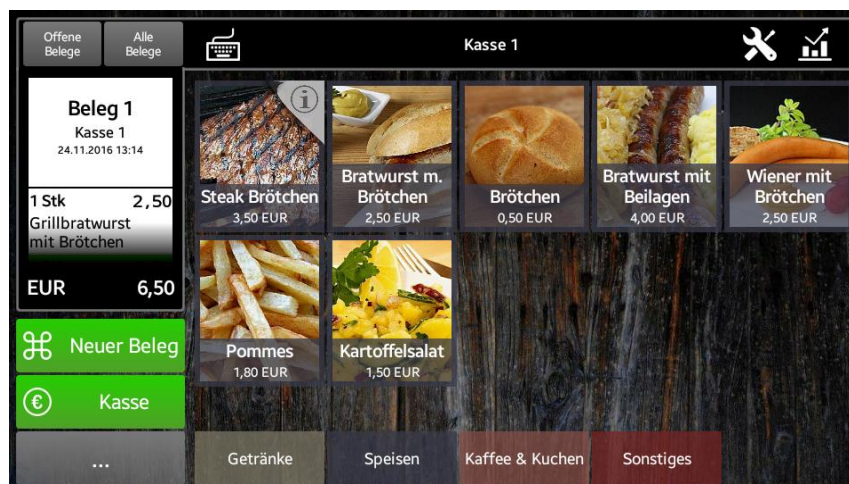 Offene
Belege
Alle
Belege
Kasse 1
Beleg 1
Kasse 1
24.11.2016 13:14
1 Stk 2,50
Grillbratwurst
mit Brötchen
EUR 6,50
Neuer Beleg
€ Kasse
...
Steak Brötchen
3,50 EUR
Bratwurst m.
Brötchen
2,50 EUR
Brötchen
0,50 EUR
Bratwurst mit
Beilagen
4,00 EUR
Wiener mit
Brötchen
2,50 EUR
Pommes
1,80 EUR
Kartoffelsalat
1,50 EUR
Getränke
Speisen
Kaffee & Kuchen
Sonstiges